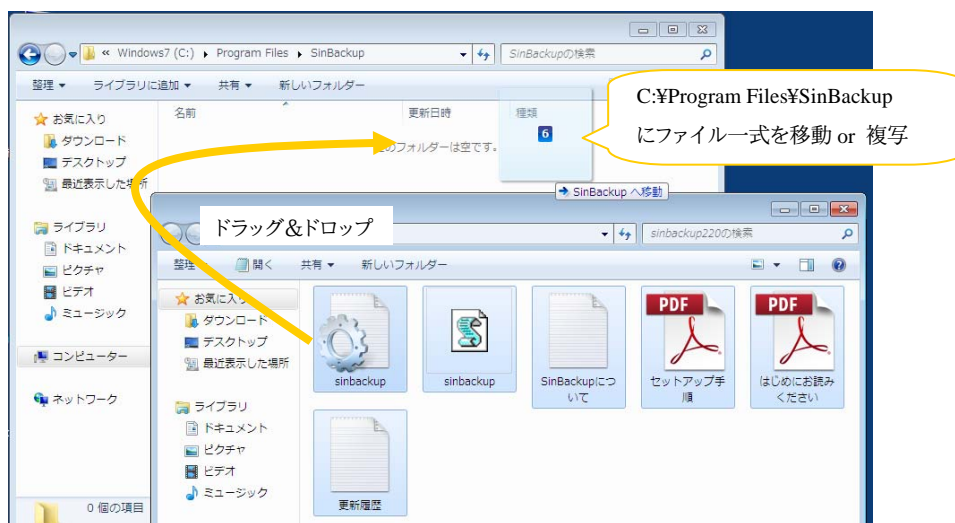 « Windows7 (C:) ▸ Program Files ▸ SinBackup
SinBackupの検索
整理 ▼ ライブラリに追加 ▼ 共有 ▼ 新しいフォルダー
名前 更新日時 種類
フォルダーは空です。
6
➔ SinBackup へ移動
C:¥Program Files¥SinBackup
にファイル一式を移動 or 複写
お気に入り
ダウンロード
デスクトップ
最近表示した場所
ライブラリ
ドキュメント
ピクチャ
ビデオ
ミュージック
コンピューター
ネットワーク
0 個の項目
ドラッグ&ドロップ
sinbackup220の検索
整理 開く 共有 ▼ 新しいフォルダー
お気に入り
ダウンロード
デスクトップ
最近表示した場所
ライブラリ
ドキュメント
ピクチャ
ビデオ
ミュージック
sinbackup
sinbackup
SinBackupにつ
いて
PDF
セットアップ手
順
PDF
はじめにお読み
ください
更新履歴